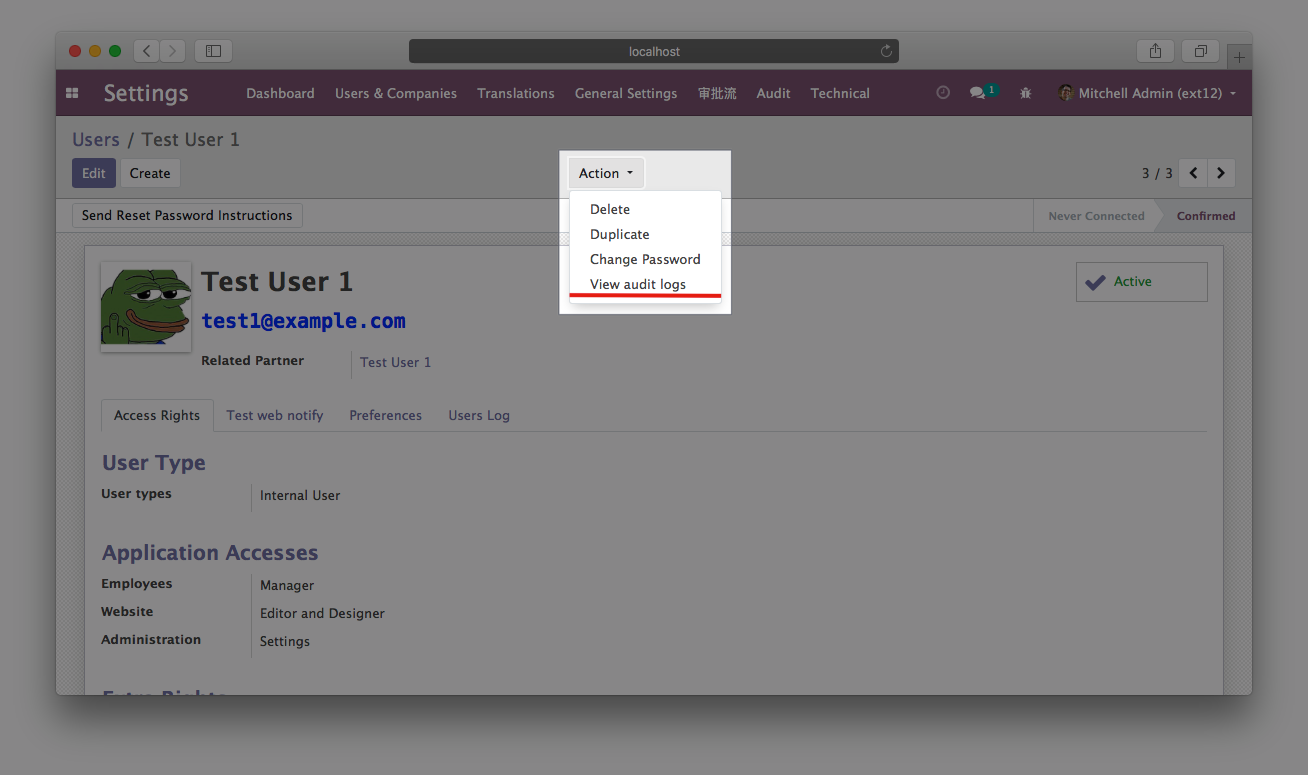 localhost
Settings Dashboard Users & Companies Translations General Settings 审批流 Audit Technical 1 Mitchell Admin (ext12)
Users / Test User 1
Edit Create Action 3 / 3
Send Reset Password Instructions Never Connected Confirmed
Delete
Duplicate
Change Password
View audit logs
Test User 1 Active
test1@example.com
Related Partner Test User 1
Access Rights Test web notify Preferences Users Log
User Type
User types Internal User
Application Accesses
Employees Manager
Website Editor and Designer
Administration Settings
Extra Rights